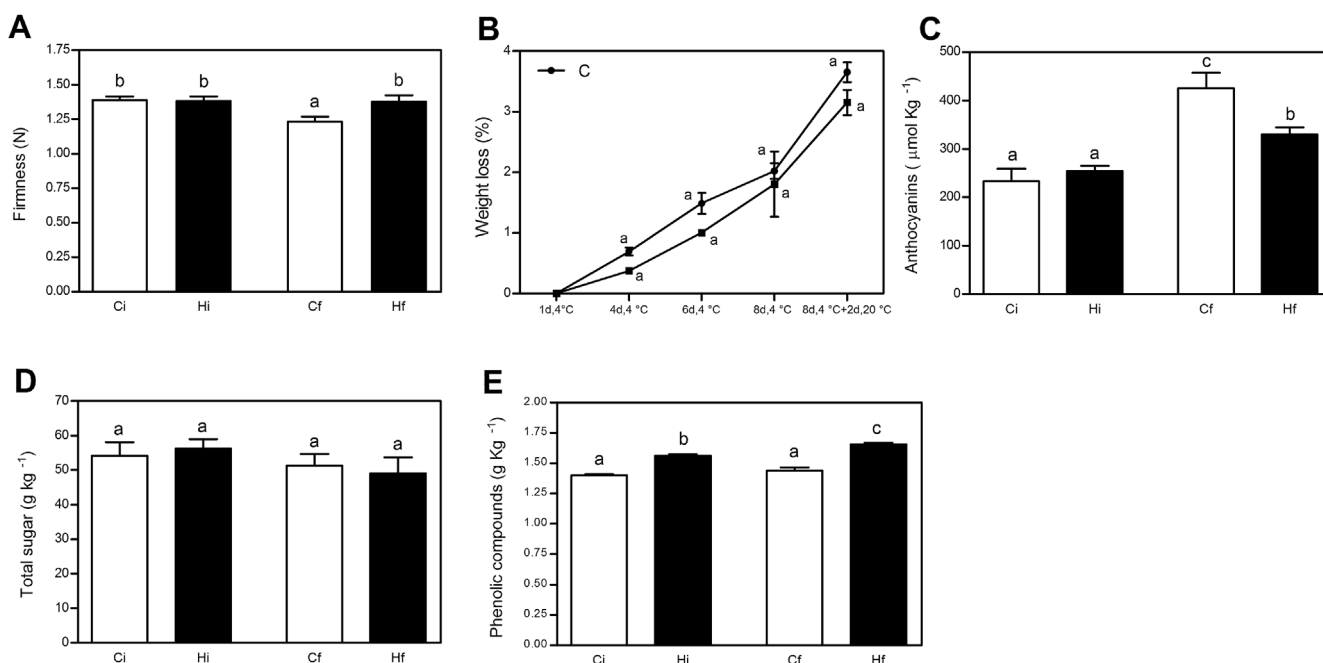 A
Firmness (N)
1.75
1.50
1.25
1.00
0.75
0.50
0.25
0.00
b
b
a
b
Ci
Hi
Cf
Hf
B
Weight loss (%)
4
3
2
1
0
C
a
a
a
a
a
a
a
a
1d,4°C
4d,4 °C
6d,4 °C
8d,4 °C
8d,4 °C+2d,20 °C
C
Anthocyanins ( μmol Kg ⁻¹)
500
400
300
200
100
0
a
a
c
b
Ci
Hi
Cf
Hf
D
Total sugar (g kg ⁻¹)
70
60
50
40
30
20
10
0
a
a
a
a
Ci
Hi
Cf
Hf
E
Phenolic compounds (g Kg ⁻¹)
2.00
1.75
1.50
1.25
1.00
0.75
0.50
0.25
0.00
a
b
a
c
Ci
Hi
Cf
Hf